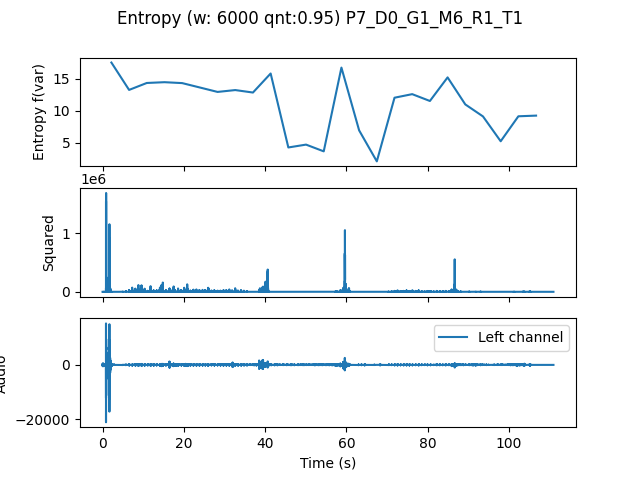 Entropy (w: 6000 qnt:0.95) P7_D0_G1_M6_R1_T1
Entropy f(var)
15
10
5
1e6
Squared
1
0
Audio
0
−20000
Left channel
0 20 40 60 80 100
Time (s)